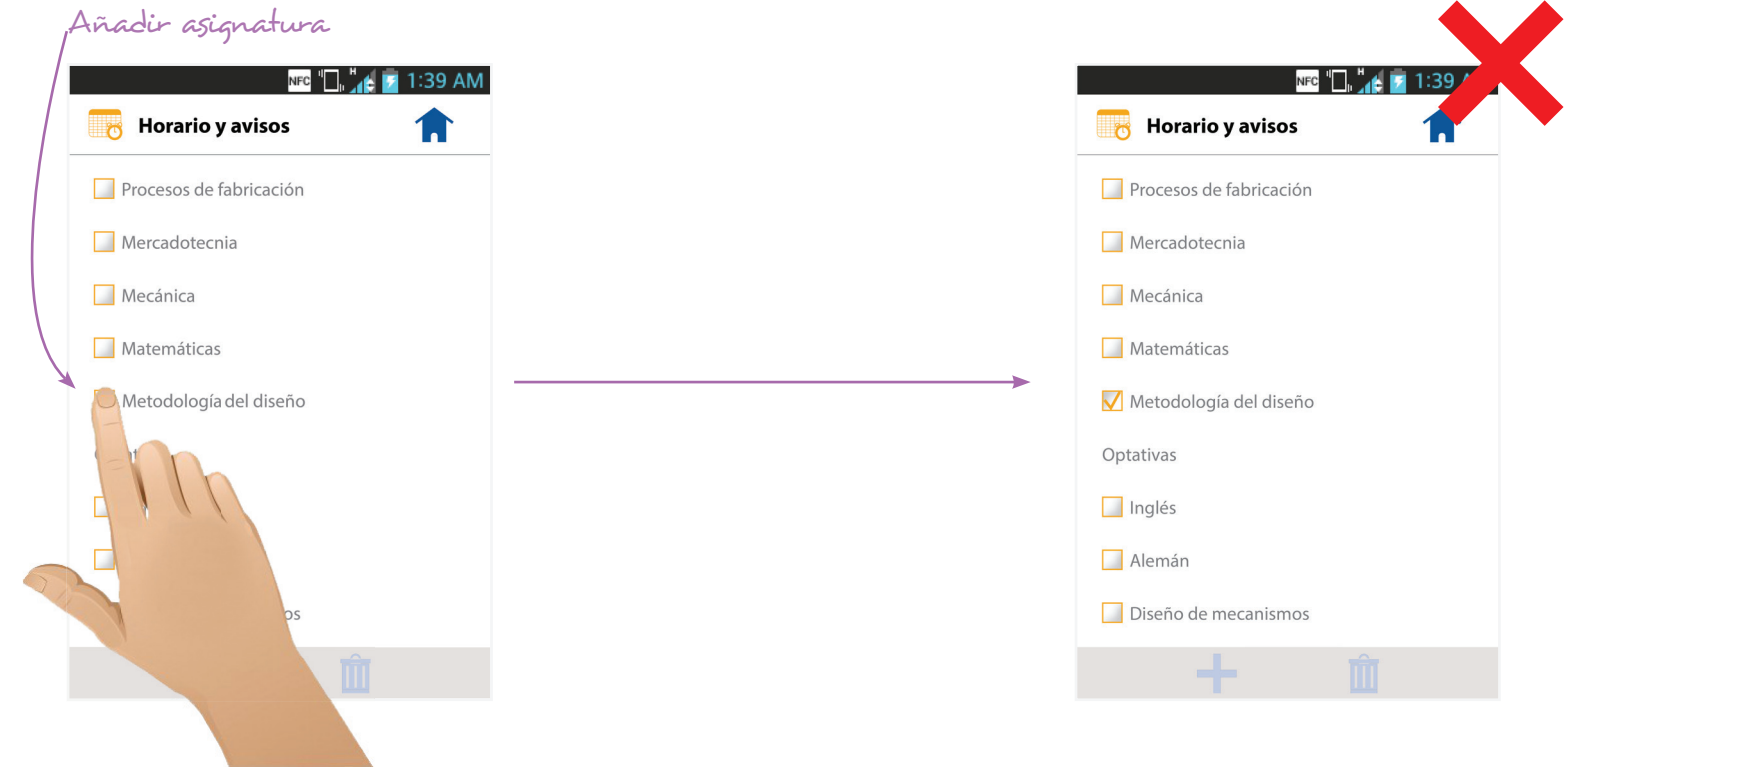 Añadir asignatura
NFC H 1:39 AM
Horario y avisos
Procesos de fabricación
Mercadotecnia
Mecánica
Matemáticas
Metodología del diseño
NFC H 1:39
Horario y avisos
Procesos de fabricación
Mercadotecnia
Mecánica
Matemáticas
Metodología del diseño
Optativas
Inglés
Alemán
Diseño de mecanismos